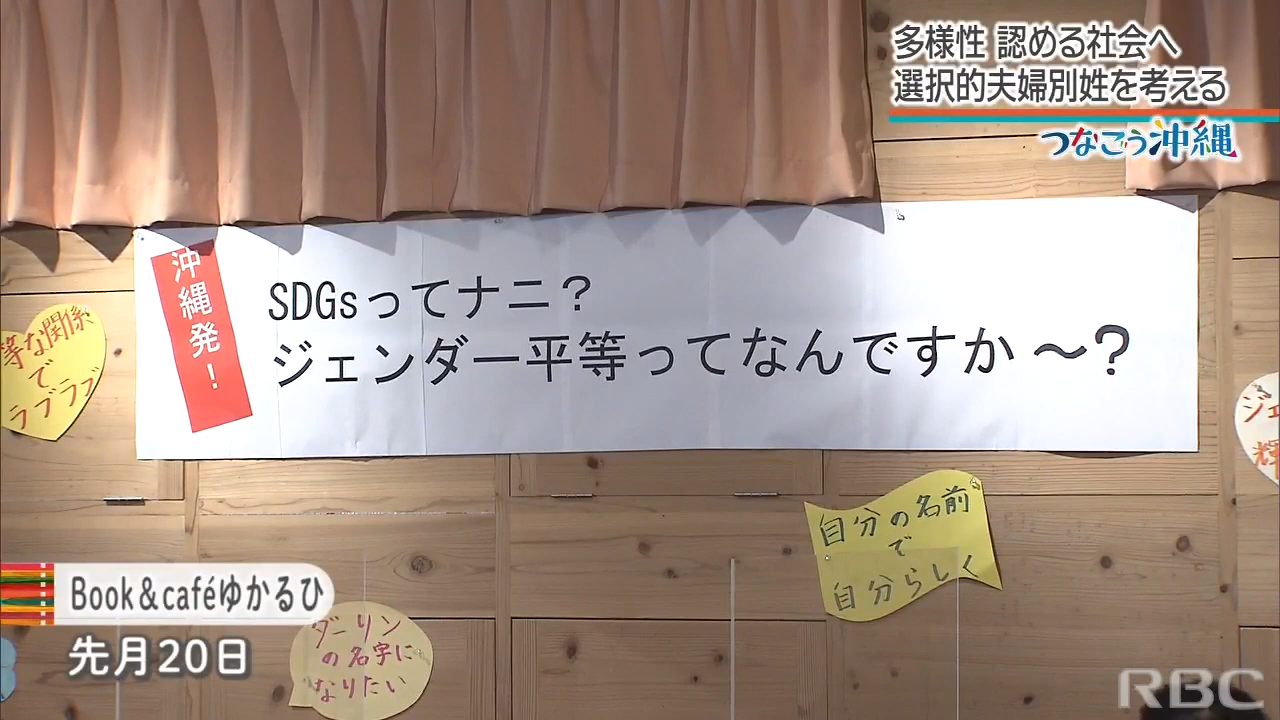 多様性 認める社会へ
選択的夫婦別姓を考える
つなごう沖縄
沖縄発!
SDGsってナニ?
ジェンダー平等ってなんですか~?
等な関係
で
ラブラブ
ジェ
輝
自分の名前
で
自分らしく
Book&caféゆかるひ
先月20日
ダーリン
の名字に
なりたい
RBC